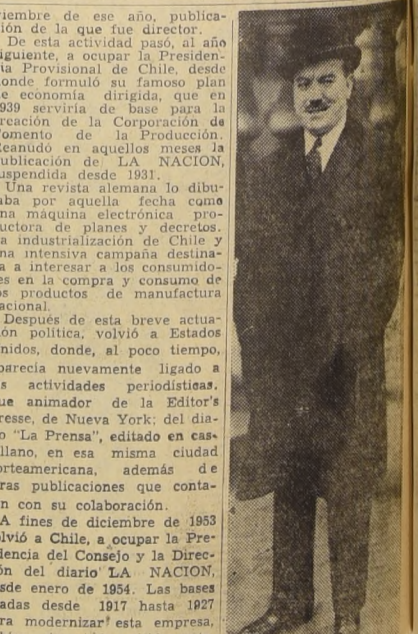 viembre de ese año, publica-
ión de la que fue director.
De esta actividad pasó, al año
iguiente, a ocupar la Presiden-
ia Provisional de Chile, desde
onde formuló su famoso plan
e economía dirigida, que en
939 serviría de base para la
reación de la Corporación de
omento de la Producción.
eanudó en aquellos meses la
ublicación de LA NACION,
uspendida desde 1931.
Una revista alemana lo dibu-
aba por aquella fecha como
na máquina electrónica pro-
uctora de planes y decretos.
a industrialización de Chile y
na intensiva campaña destina-
a a interesar a los consumido-
es en la compra y consumo de
os productos de manufactura
acional.
Después de esta breve actua-
ión política, volvió a Estados
nidos, donde, al poco tiempo,
parecía nuevamente ligado a
s actividades periodísticas.
ue animador de la Editor's
resse, de Nueva York; del dia-
o "La Prensa", editado en cas-
llano, en esa misma ciudad
orteamericana, además de
ras publicaciones que conta-
n con su colaboración.
A fines de diciembre de 1953
lvió a Chile, a ocupar la Pre-
dencia del Consejo y la Direc-
ón del diario LA NACION,
sde enero de 1954. Las bases
adas desde 1917 hasta 1927
ra modernizar esta empresa,